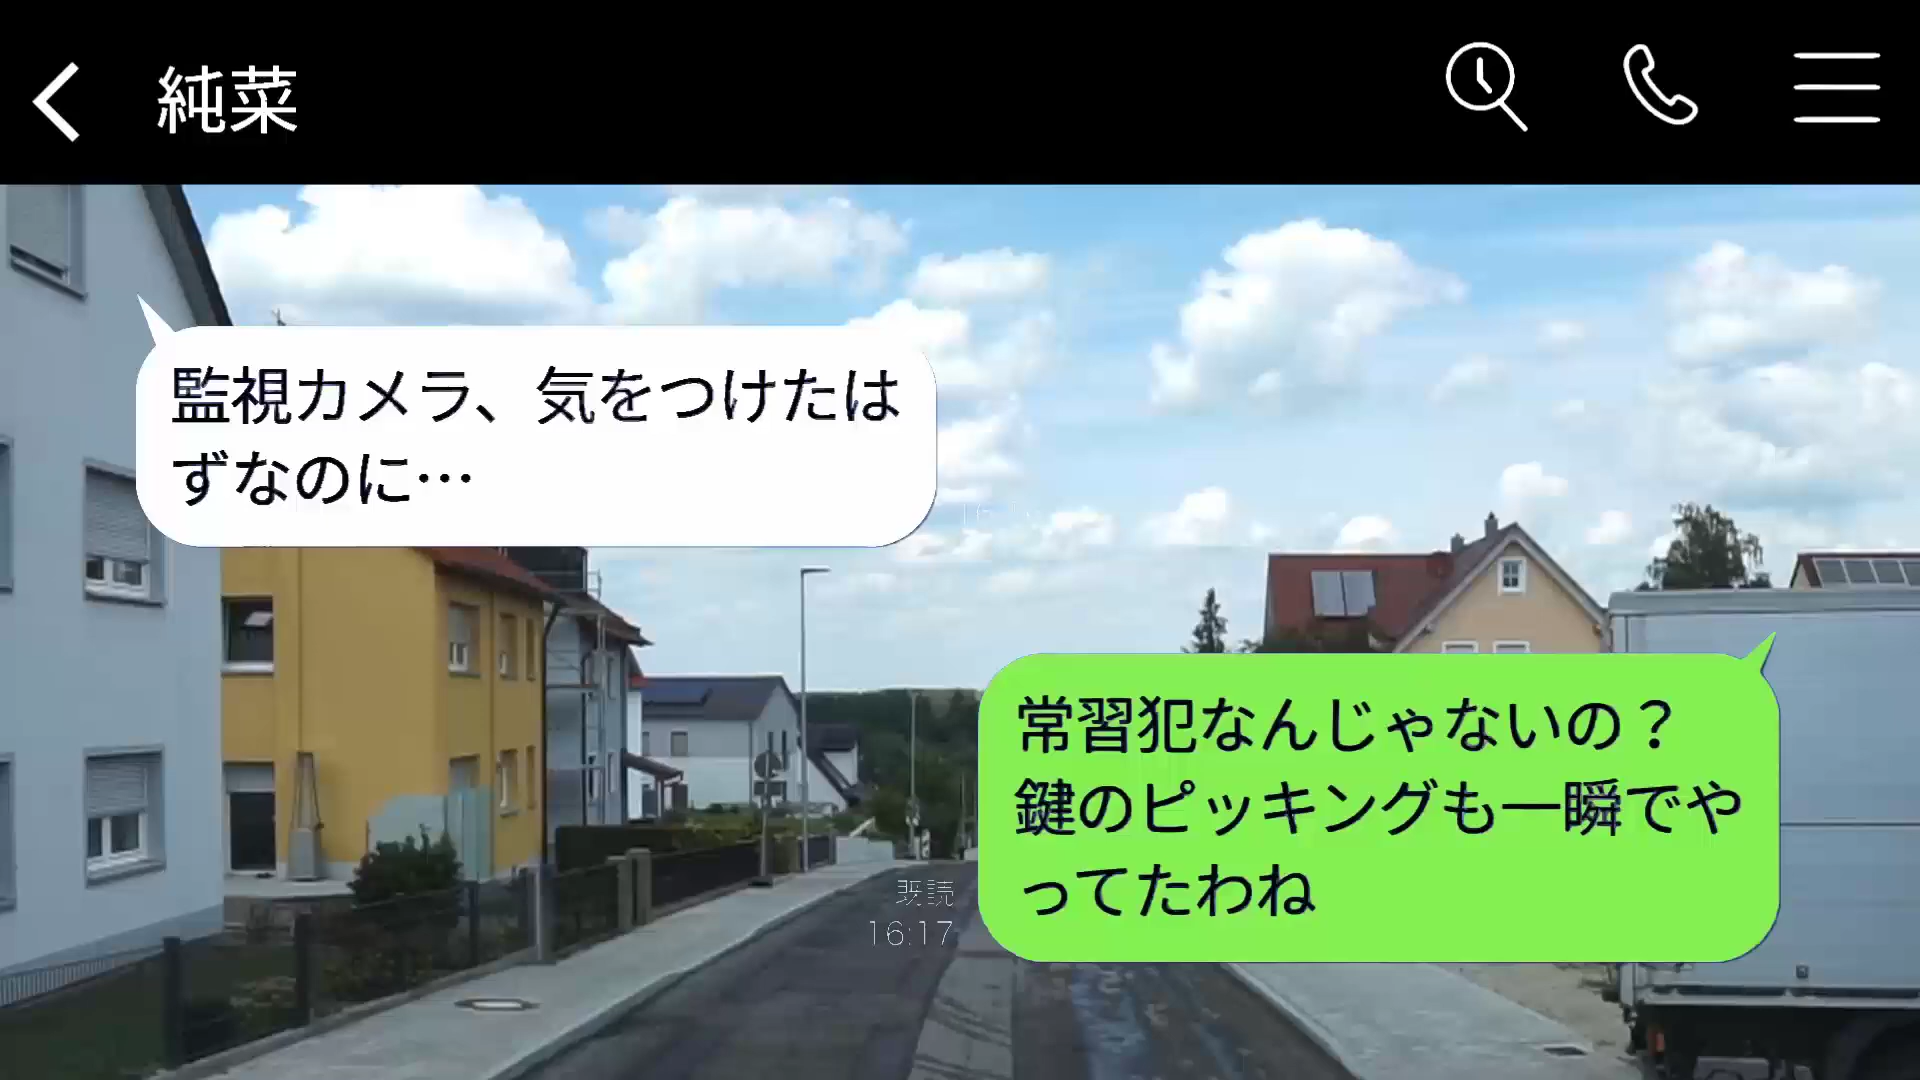 純菜
監視カメラ、気をつけたは
ずなのに…
常習犯なんじゃないの？
鍵のピッキングも一瞬でや
ってたわね
既読
16:17